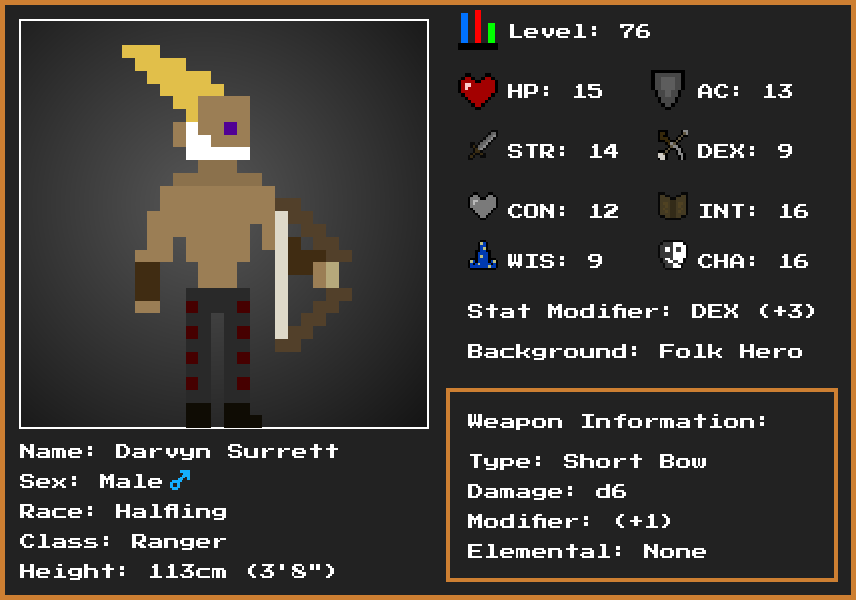 Level: 76
HP: 15
AC: 13
STR: 14
DEX: 9
CON: 12
INT: 16
WIS: 9
CHA: 16
Stat Modifier: DEX (+3)
Background: Folk Hero
Weapon Information:
Type: Short Bow
Damage: d6
Modifier: (+1)
Elemental: None
Name: Darvyn Surrett
Sex: Male ♂
Race: Halfling
Class: Ranger
Height: 113cm (3'8")